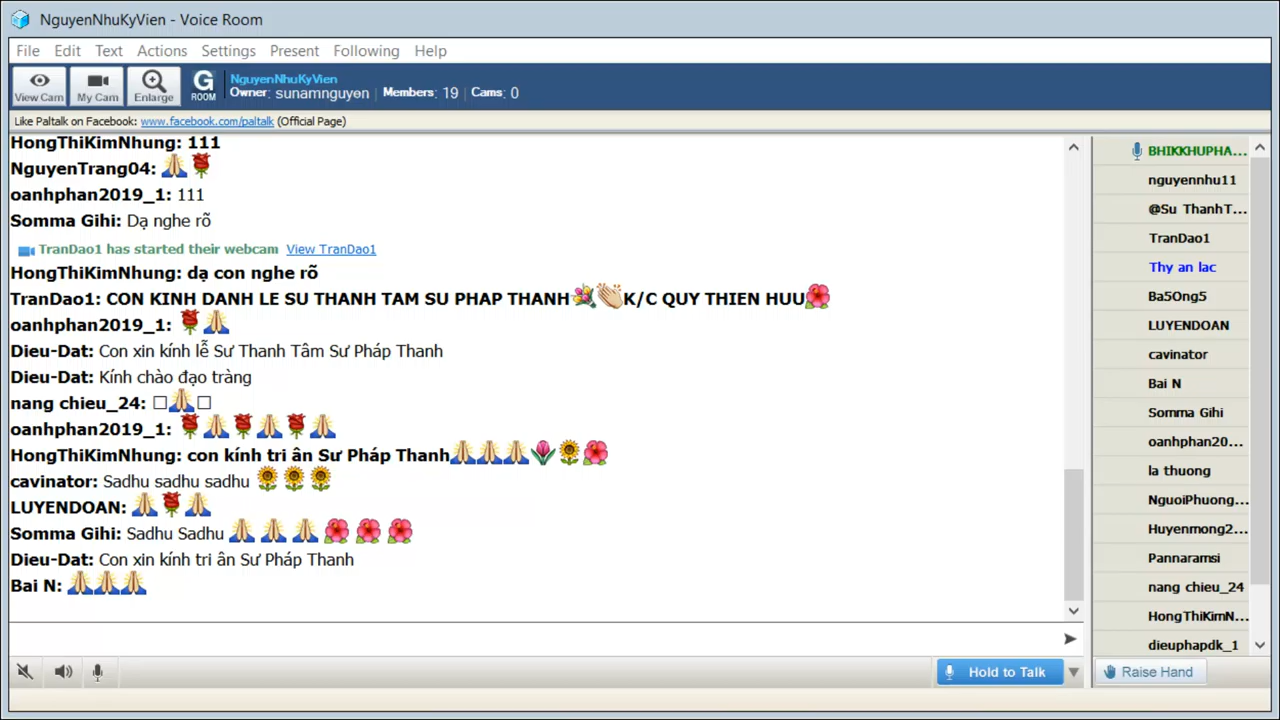 NguyenNhuKyVien - Voice Room
File Edit Text Actions Settings Present Following Help
View Cam My Cam Enlarge G ROOM
NguyenNhuKyVien
Owner: sunamnguyen | Members: 19 | Cams: 0
Like Paltalk on Facebook: www.facebook.com/paltalk (Official Page)
HongThiKimNhung: 111
NguyenTrang04: 🙏🌹
oanhphan2019_1: 111
Somma Gihi: Dạ nghe rõ
TranDao1 has started their webcam View TranDao1
HongThiKimNhung: dạ con nghe rõ
TranDao1: CON KINH DANH LE SU THANH TAM SU PHAP THANH💐👏K/C QUY THIEN HUU🌺
oanhphan2019_1: 🌹🙏
Dieu-Dat: Con xin kính lễ Sư Thanh Tâm Sư Pháp Thanh
Dieu-Dat: Kính chào đạo tràng
nang chieu_24: □🙏□
oanhphan2019_1: 🌹🙏🌹🙏🌹🙏
HongThiKimNhung: con kính tri ân Sư Pháp Thanh🙏🙏🙏🌷🌻🌺
cavinator: Sadhu sadhu sadhu 🌻🌻🌻
LUYENDOAN: 🙏🌹🙏
Somma Gihi: Sadhu Sadhu 🙏🙏🙏🌺🌺🌺
Dieu-Dat: Con xin kính tri ân Sư Pháp Thanh
Bai N: 🙏🙏🙏
BHIKKHUPHA...
nguyennhu11
@Su ThanhT...
TranDao1
Thy an lac
Ba5Ong5
LUYENDOAN
cavinator
Bai N
Somma Gihi
oanhphan20...
la thuong
NguoiPhuong...
Huyenmong2...
Pannaramsi
nang chieu_24
HongThiKimN...
dieuphapdk_1
Hold to Talk
Raise Hand